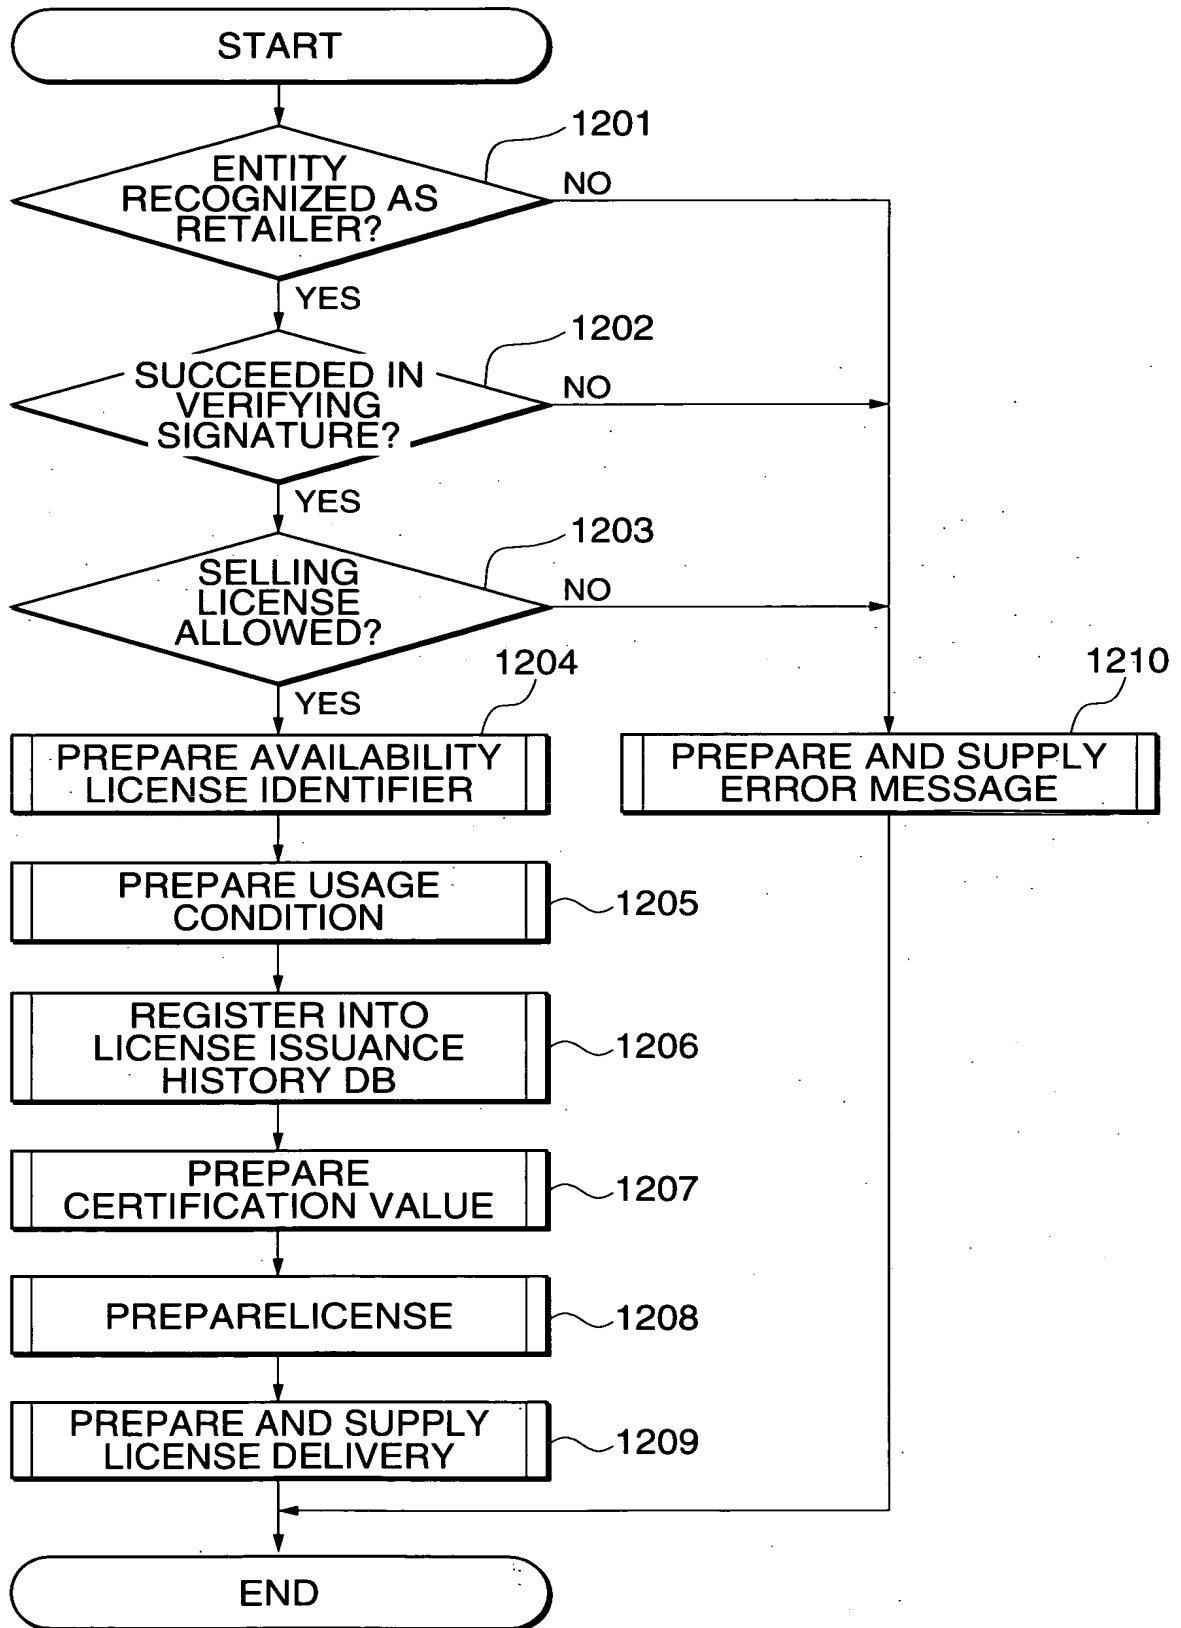 START
1201
ENTITY
RECOGNIZED AS
RETAILER?
NO
YES
1202
SUCCEEDED IN
VERIFYING
SIGNATURE?
NO
YES
1203
SELLING
LICENSE
ALLOWED?
NO
YES
1204
PREPARE AVAILABILITY
LICENSE IDENTIFIER
1210
PREPARE AND SUPPLY
ERROR MESSAGE
PREPARE USAGE
CONDITION
1205
REGISTER INTO
LICENSE ISSUANCE
HISTORY DB
1206
PREPARE
CERTIFICATION VALUE
1207
PREPARELICENSE
1208
PREPARE AND SUPPLY
LICENSE DELIVERY
1209
END